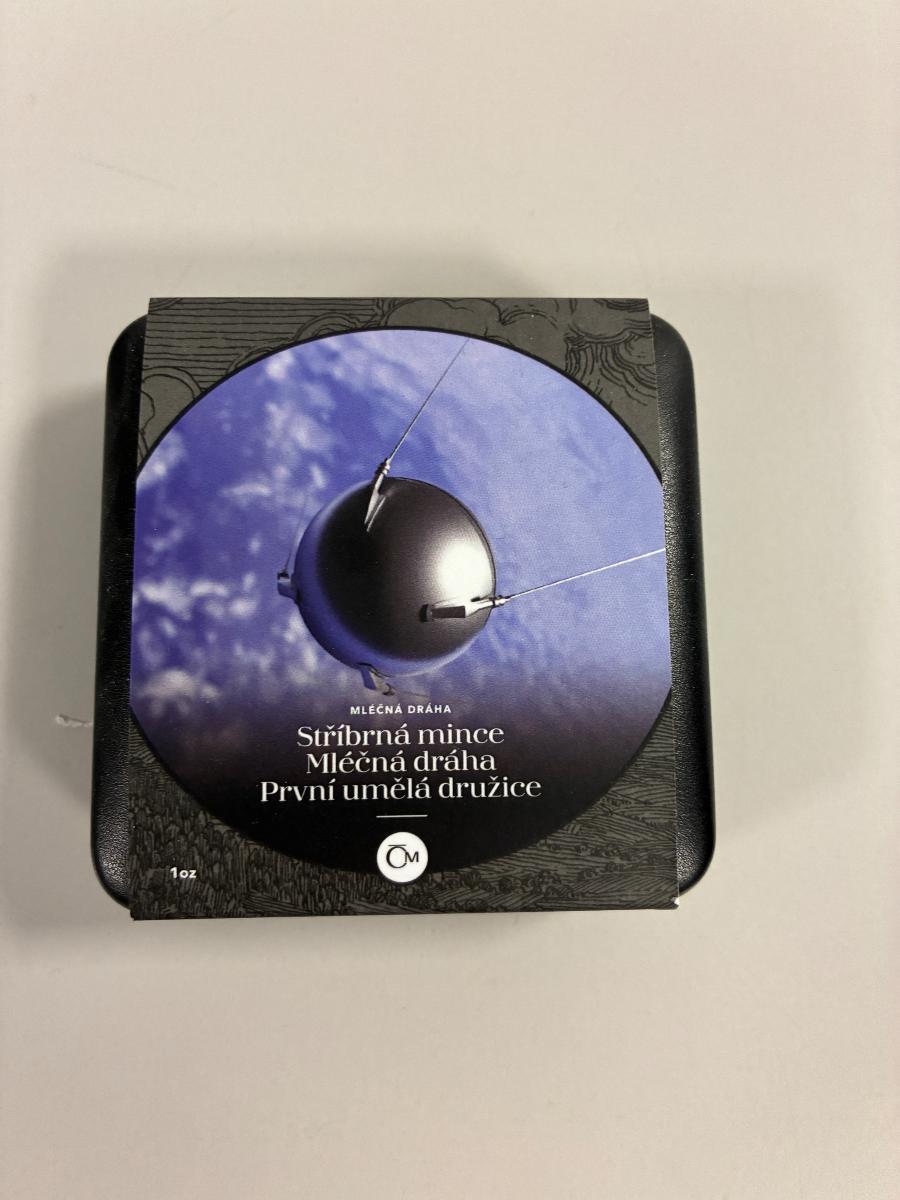 MLÉČNÁ DRÁHA
Stříbrná mince
Mléčná dráha
První umělá družice
ČM
1oz